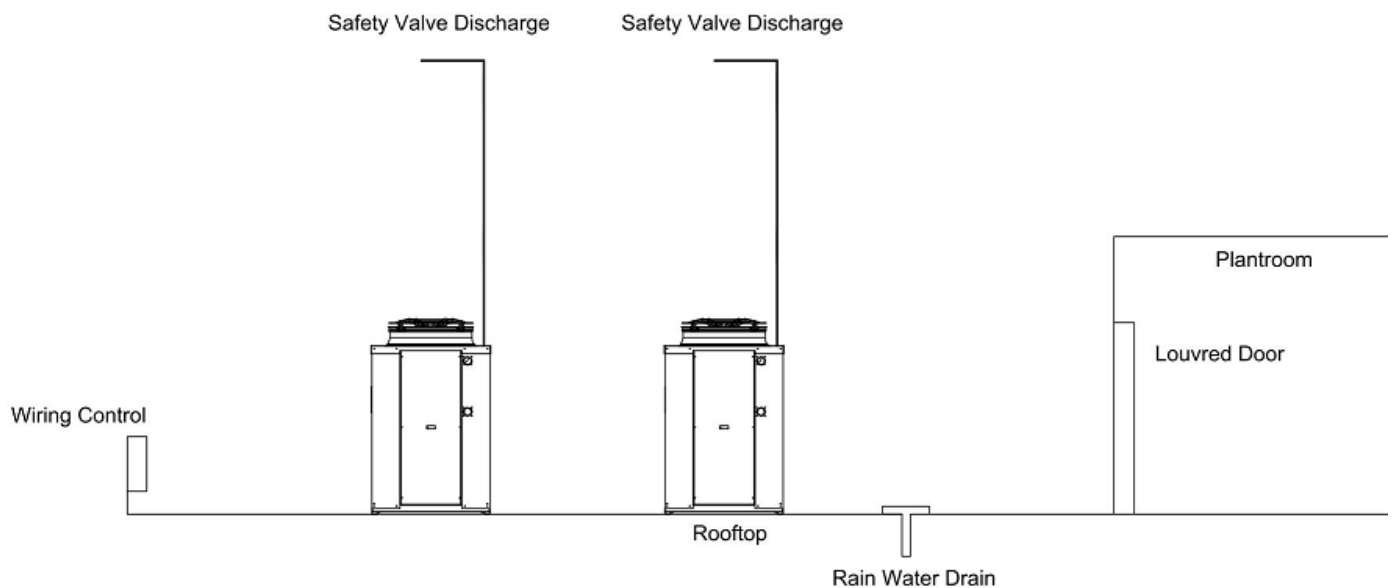 Safety Valve Discharge
Safety Valve Discharge
Plantroom
Louvred Door
Wiring Control
Rooftop
Rain Water Drain